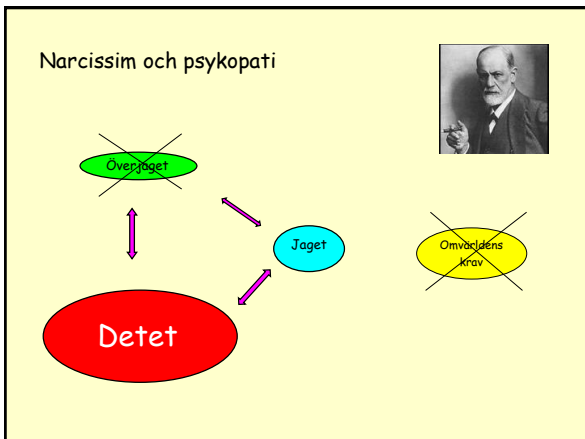 Narcissim och psykopati
Överjaget
Jaget
Omvärldens
krav
Detet